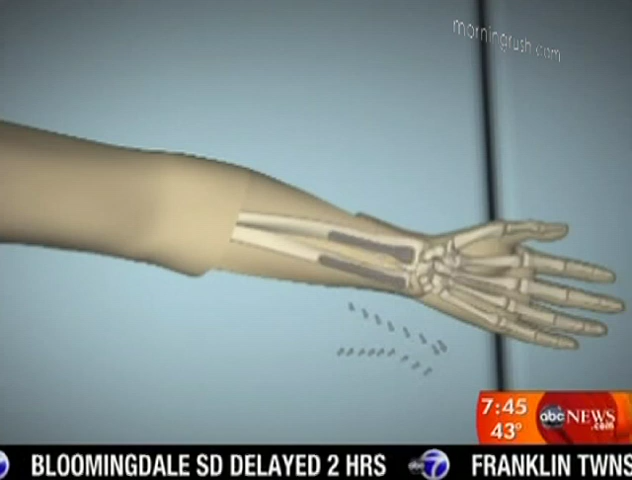 morningrush.com
7:45
43°
abc NEWS
.com
BLOOMINGDALE SD DELAYED 2 HRS
7
FRANKLIN TWNS